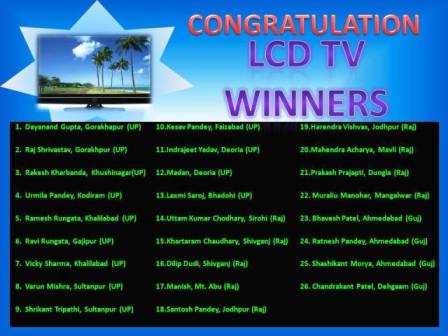 CONGRATULATION
LCD TV
WINNERS
1. Dayanand Gupta, Gorakhapur (UP)
2. Raj Shrivastav, Gorakhpur (UP)
3. Rakesh Kharbanda, Khushinagar(UP)
4. Urmila Pandey, Kodiram (UP)
5. Ramesh Rungata, Khalilabad (UP)
6. Ravi Rungata, Gajipur (UP)
7. Vicky Sharma, Khalilabad (UP)
8. Varun Mishra, Sultanpur (UP)
9. Shrikant Tripathi, Sultanpur (UP)
10.Kesav Pandey, Faizabad (UP)
11.Indrajeet Yadav, Deoria (UP)
12.Madan, Deoria (UP)
13.Laxmi Saroj, Bhadohi (UP)
14.Uttam Kumar Chodhary, Sirohi (Raj)
15.Khartaram Chaudhary, Shivganj (Raj)
16.Dilip Dudi, Shivganj (Raj)
17.Manish, Mt. Abu (Raj)
18.Santosh Pandey, Jodhpur (Raj)
19.Harendra Vishvas, Jodhpur (Raj)
20.Mahendra Acharya, Mavli (Raj)
21.Prakash Prajapti, Dungla (Raj)
22. Muraliu Manohar, Mangalwar (Raj)
23. Bhavesh Patel, Ahmedabad (Guj)
24. Ratnesh Pandey, Ahmedabad (Guj)
25. Shashikant Morya, Ahmedabad (Guj)
26. Chandrakant Patel, Dehgaam (Guj)